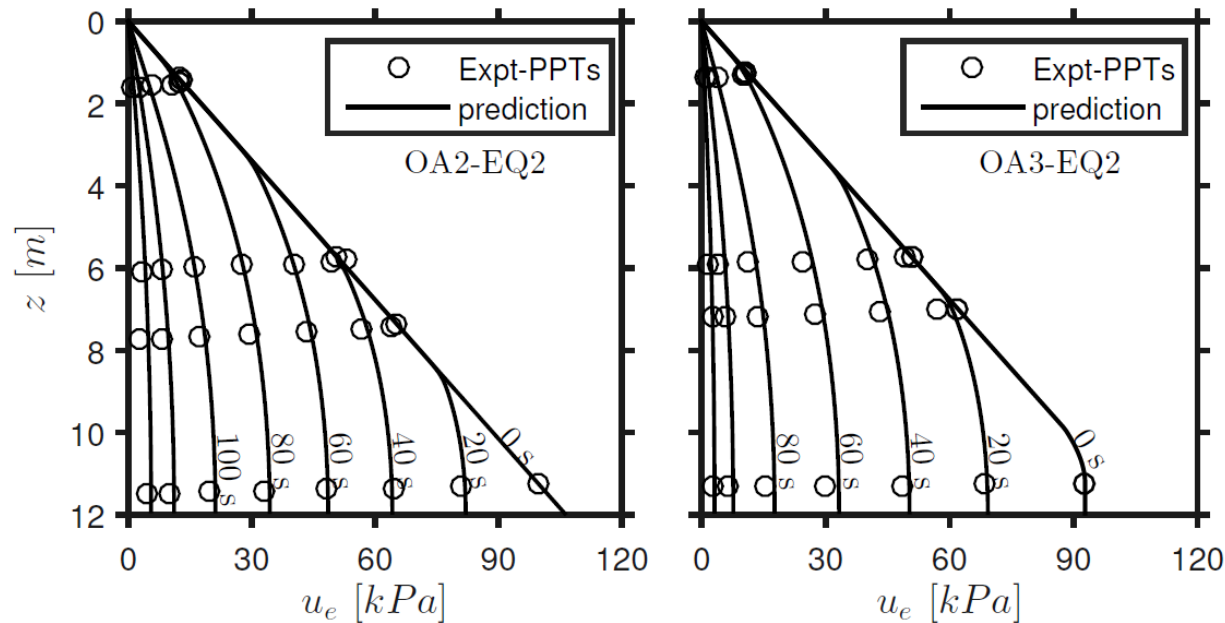 0
2
4
6
8
10
12
z [m]
Expt-PPTs
prediction
OA2-EQ2
100 s
80 s
60 s
40 s
20 s
0 s
0 30 60 90 120
u_e [kPa]
Expt-PPTs
prediction
OA3-EQ2
80 s
60 s
40 s
20 s
0 s
0 30 60 90 120
u_e [kPa]